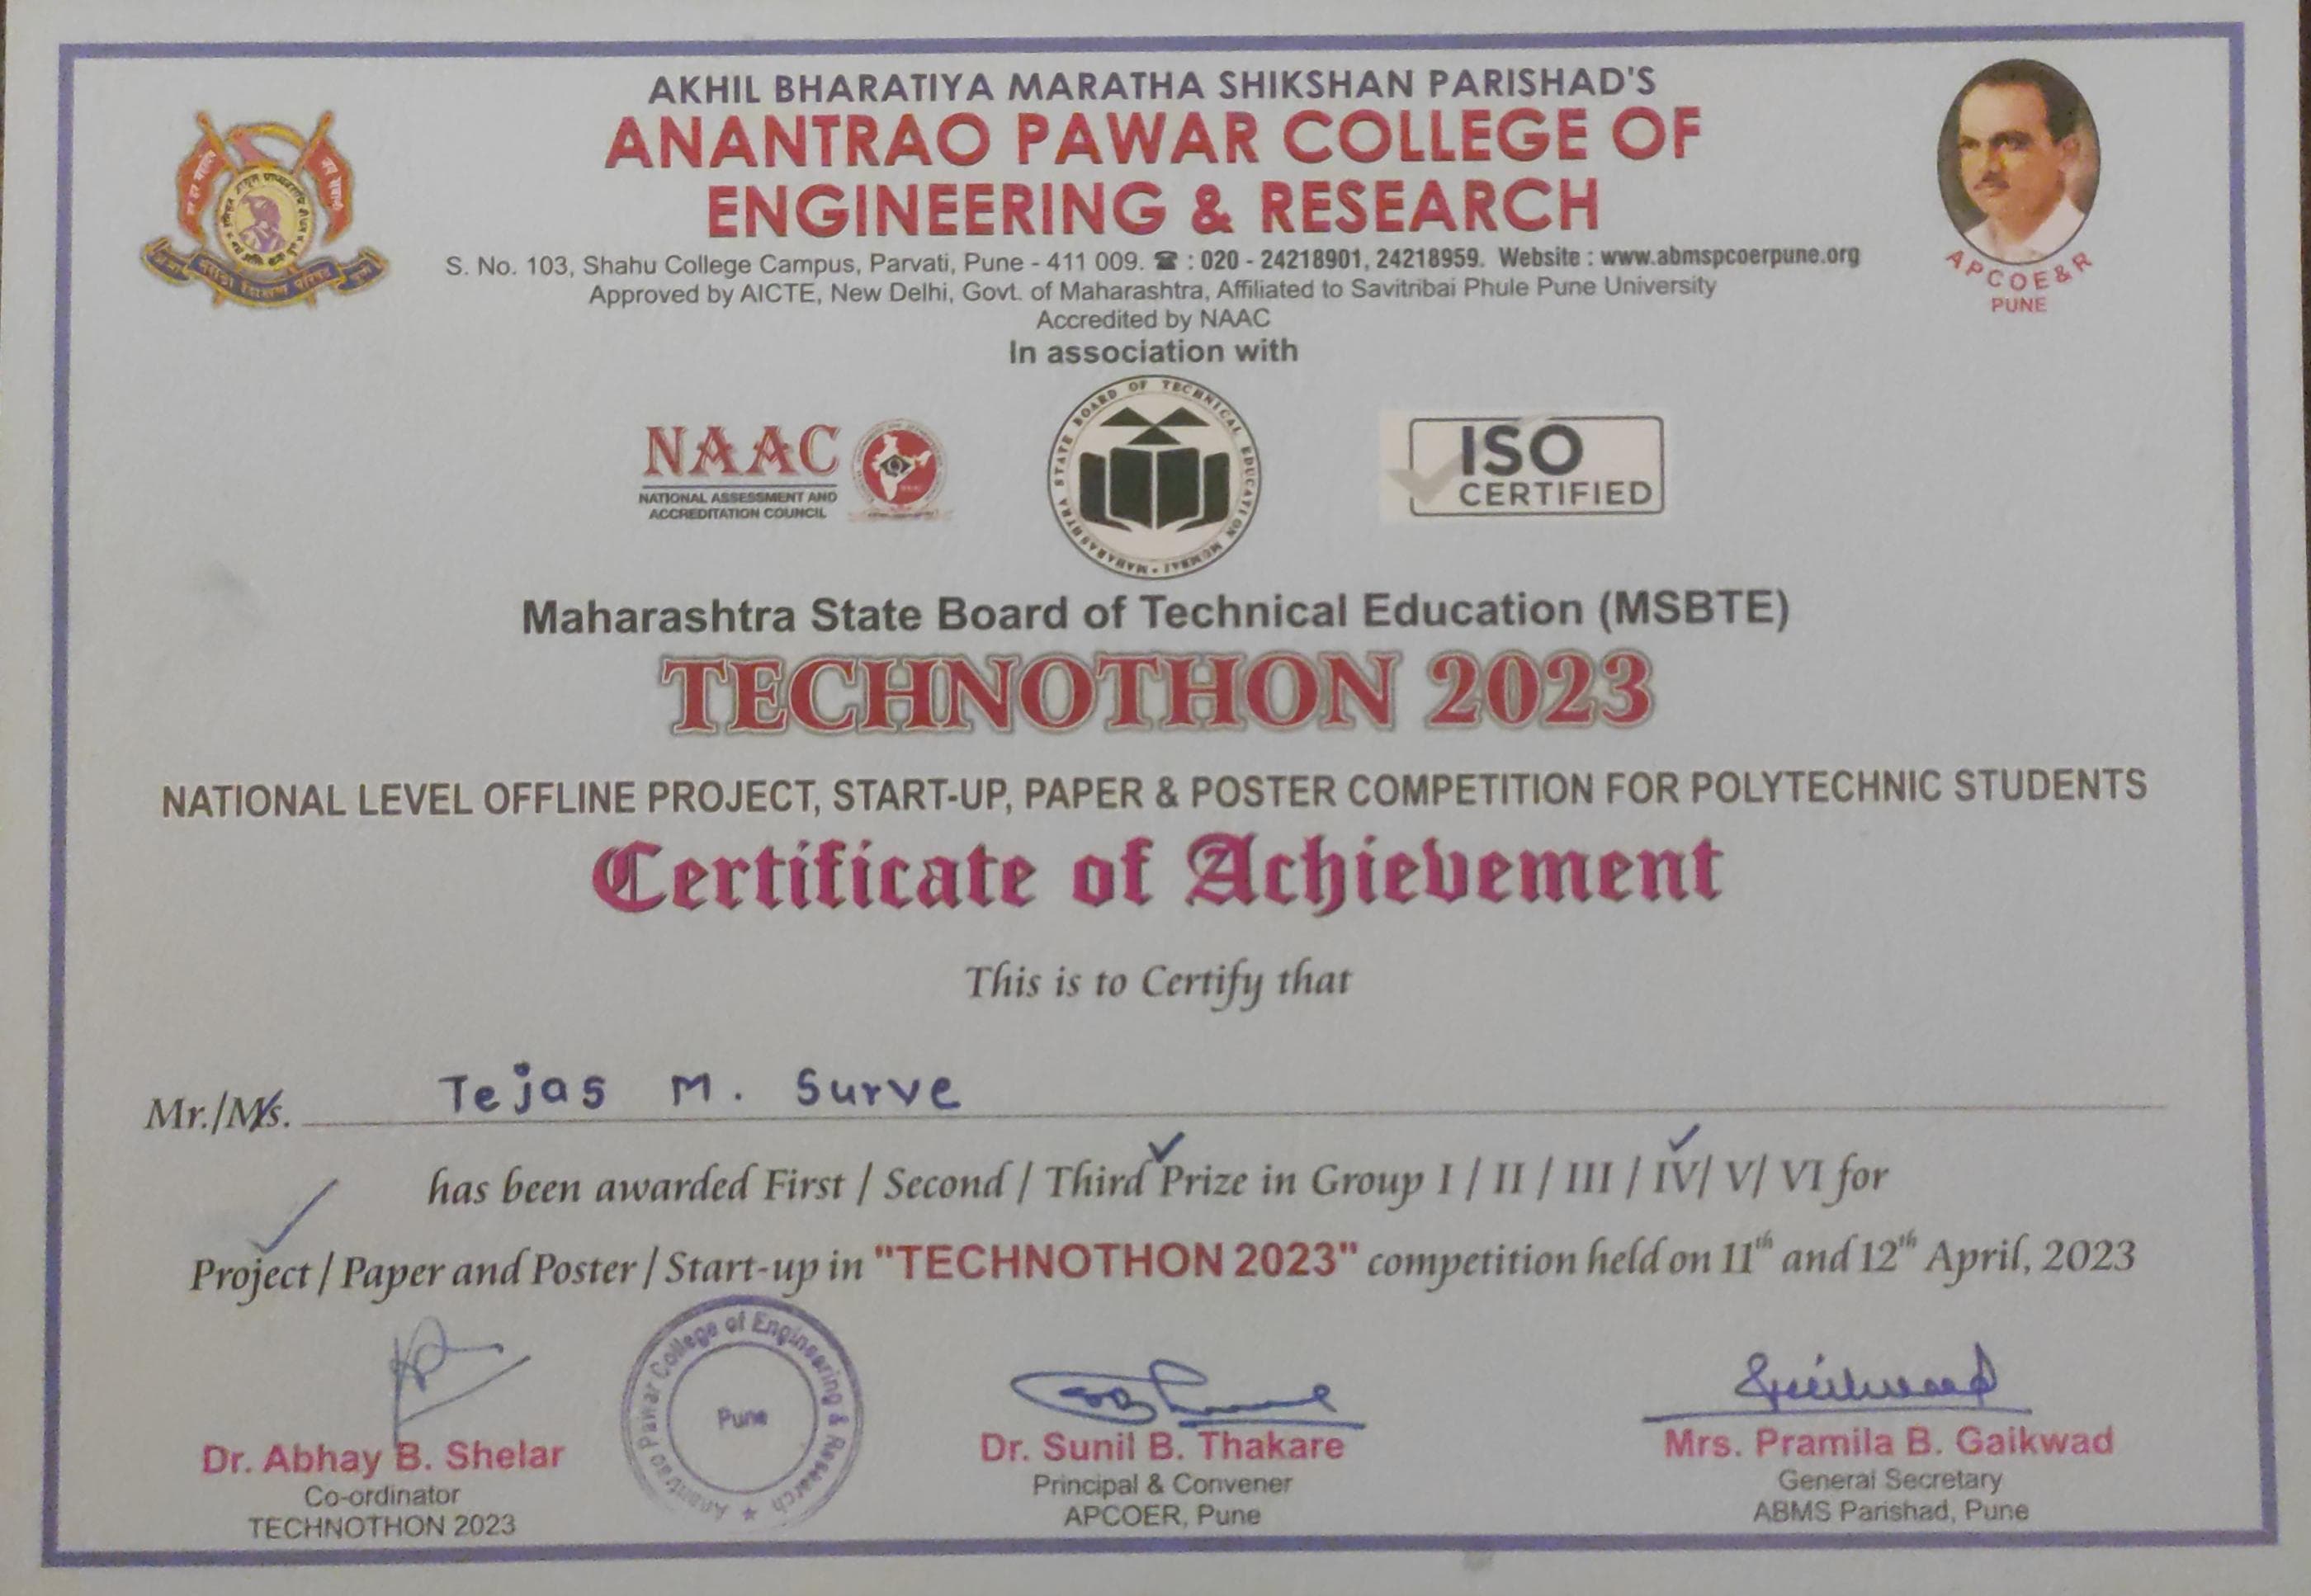 AKHIL BHARATIYA MARATHA SHIKSHAN PARISHAD'S
ANANTRAO PAWAR COLLEGE OF
ENGINEERING & RESEARCH
S. No. 103, Shahu College Campus, Parvati, Pune - 411 009. ☎ : 020 - 24218901, 24218959. Website : www.abmspcoerpune.org
Approved by AICTE, New Delhi, Govt. of Maharashtra, Affiliated to Savitribai Phule Pune University
Accredited by NAAC
In association with
APCOE&R
PUNE
NAAC
NATIONAL ASSESSMENT AND
ACCREDITATION COUNCIL
MAHARASHTRA STATE BOARD OF TECHNICAL EDUCATION MUMBAI
ISO
CERTIFIED
Maharashtra State Board of Technical Education (MSBTE)
TECHNOTHON 2023
NATIONAL LEVEL OFFLINE PROJECT, START-UP, PAPER & POSTER COMPETITION FOR POLYTECHNIC STUDENTS
Certificate of Achievement
This is to Certify that
Mr./Ms. Tejas M. Surve
has been awarded First / Second / Third Prize in Group I / II / III / IV/ V/ VI for
Project / Paper and Poster / Start-up in "TECHNOTHON 2023" competition held on 11th and 12th April, 2023
Anantrao Pawar College of Engineering & Research
Pune
Dr. Abhay B. Shelar
Co-ordinator
TECHNOTHON 2023
Dr. Sunil B. Thakare
Principal & Convener
APCOER, Pune
Mrs. Pramila B. Gaikwad
General Secretary
ABMS Parishad, Pune